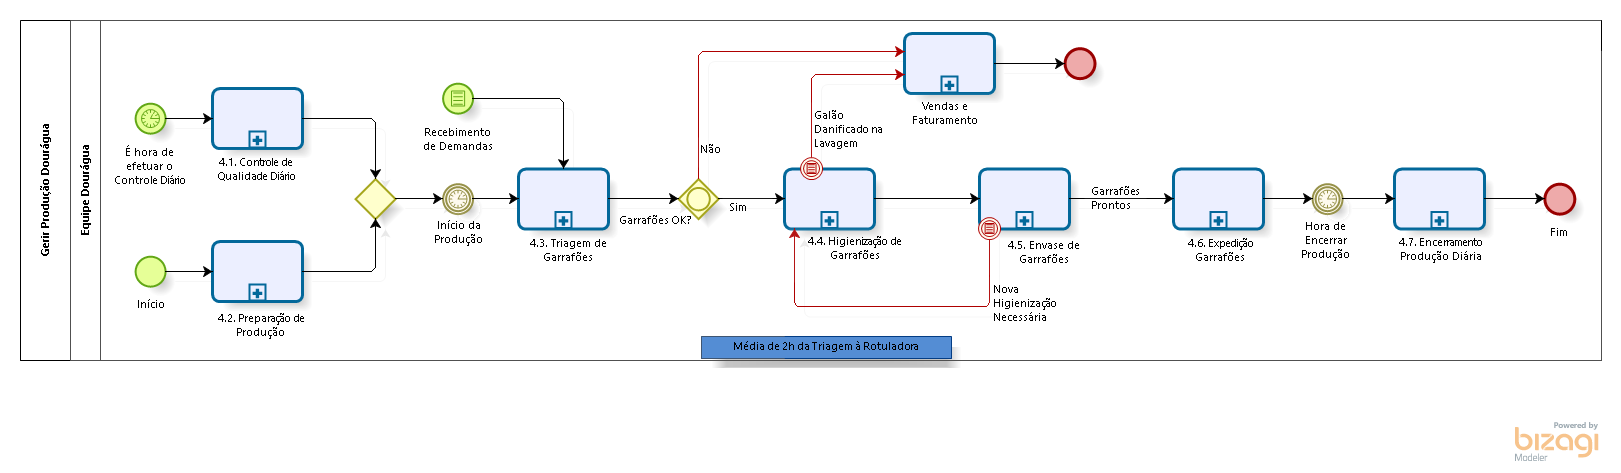 Gerir Produção Dourágua
Equipe Dourágua
É hora de
efetuar o
Controle Diário
4.1. Controle de
Qualidade Diário
Início
4.2. Preparação de
Produção
Recebimento
de Demandas
Início da
Produção
4.3. Triagem de
Garrafões
Garrafões OK?
Não
Sim
Galão
Danificado na
Lavagem
Vendas e
Faturamento
4.4. Higienização de
Garrafões
4.5. Envase de
Garrafões
Nova
Higienização
Necessária
Garrafões
Prontos
4.6. Expedição
Garrafões
Hora de
Encerrar
Produção
4.7. Encerramento
Produção Diária
Fim
Média de 2h da Triagem à Rotuladora
Powered by
bizagi
Modeler